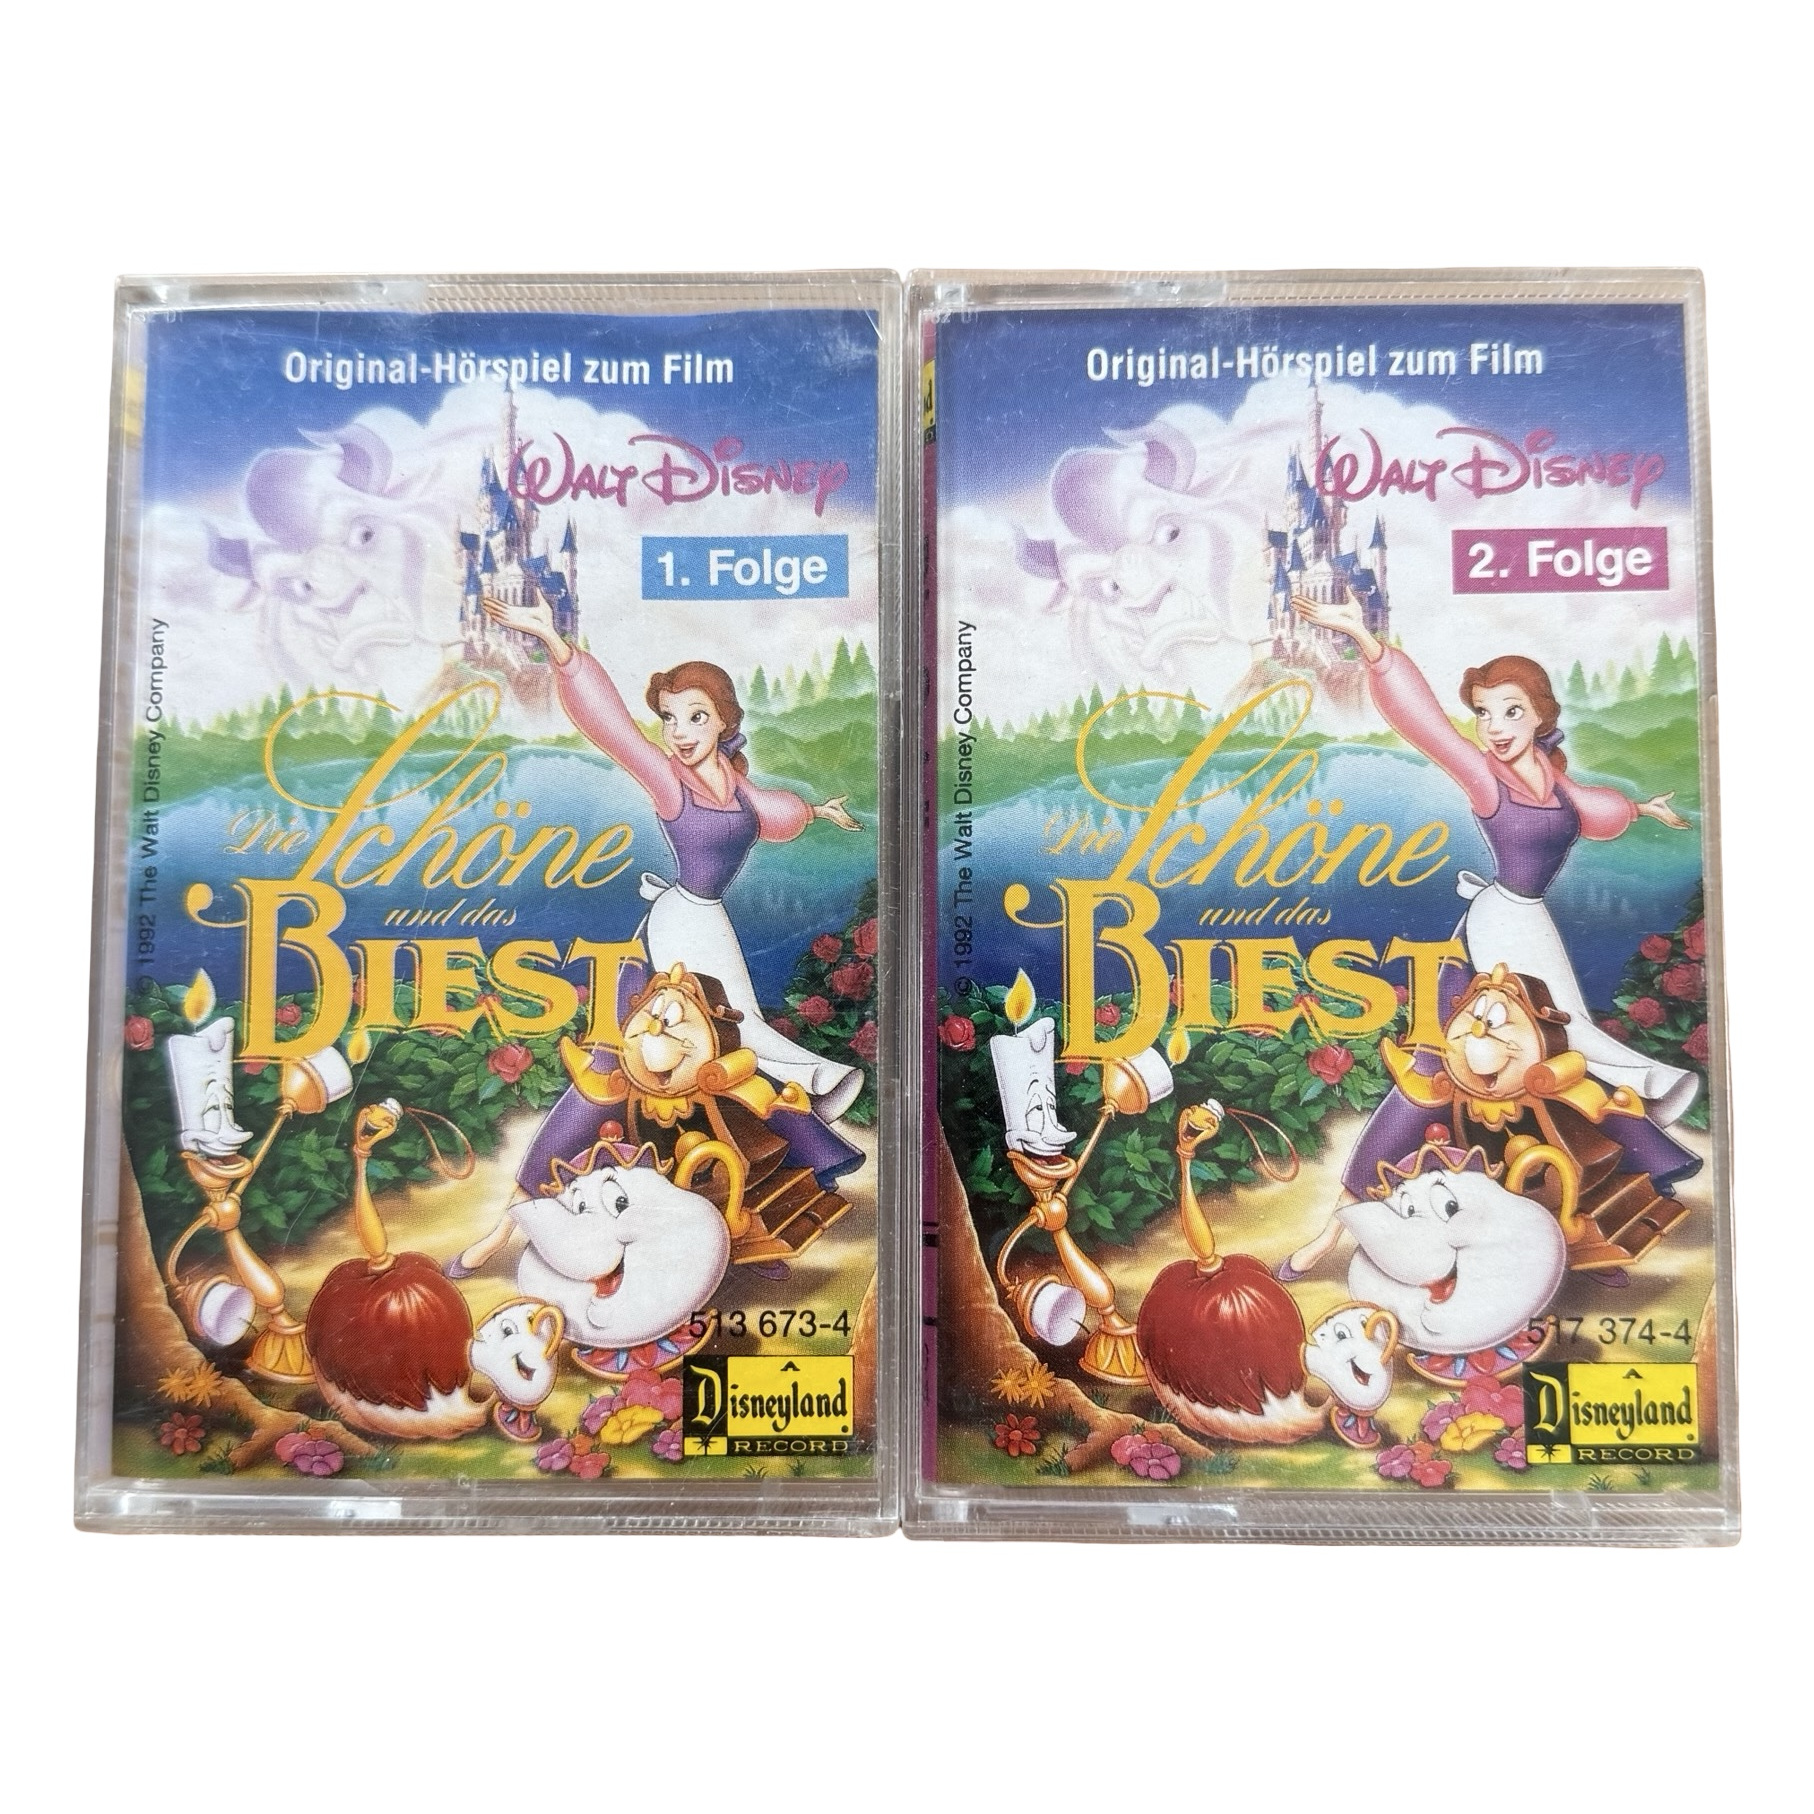 Original-Hörspiel zum Film
WALT DISNEY
1. Folge
© 1992 The Walt Disney Company
Die Schöne
und das
BIEST
513 673-4
A
Disneyland
RECORD
Original-Hörspiel zum Film
WALT DISNEY
2. Folge
© 1992 The Walt Disney Company
Die Schöne
und das
BIEST
517 374-4
A
Disneyland
RECORD